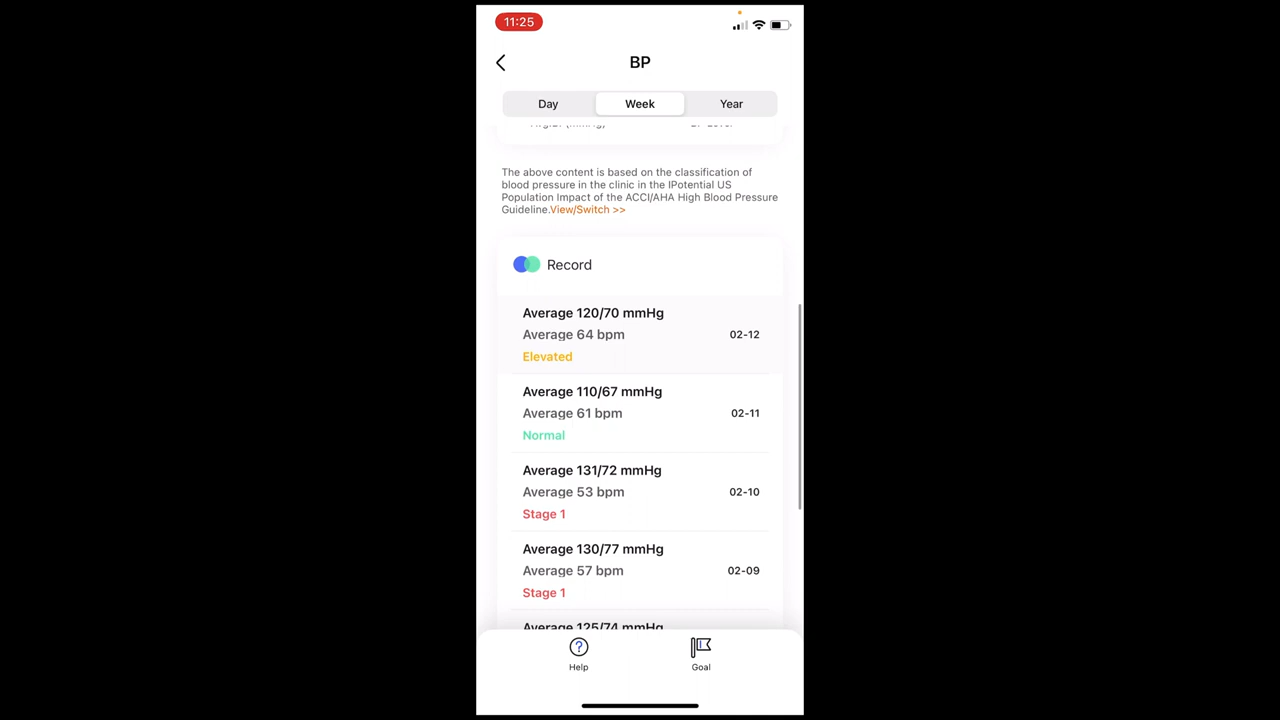 11:25
BP
Day
Week
Year
The above content is based on the classification of
blood pressure in the clinic in the IPotential US
Population Impact of the ACCI/AHA High Blood Pressure
Guideline.View/Switch >>
Record
Average 120/70 mmHg
Average 64 bpm
02-12
Elevated
Average 110/67 mmHg
Average 61 bpm
02-11
Normal
Average 131/72 mmHg
Average 53 bpm
02-10
Stage 1
Average 130/77 mmHg
Average 57 bpm
02-09
Stage 1
Average 125/74 mmHg
Help
Goal